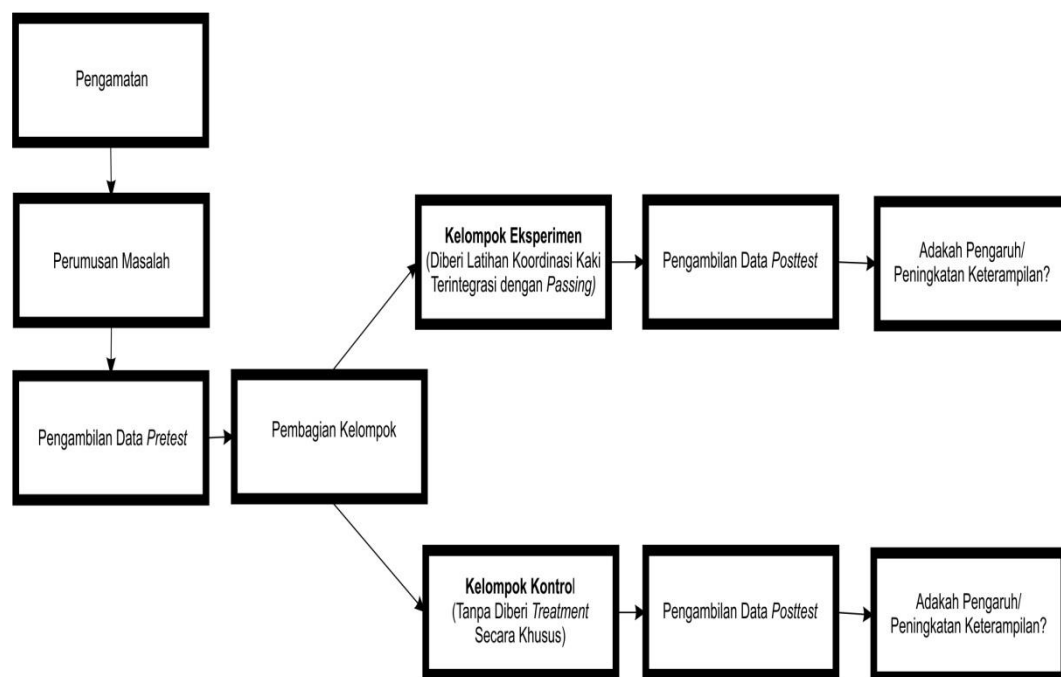 Pengamatan
Perumusan Masalah
Pengambilan Data Pretest
Pembagian Kelompok
Kelompok Eksperimen
(Diberi Latihan Koordinasi Kaki
Terintegrasi dengan Passing)
Pengambilan Data Posttest
Adakah Pengaruh/
Peningkatan Keterampilan?
Kelompok Kontrol
(Tanpa Diberi Treatment
Secara Khusus)
Pengambilan Data Posttest
Adakah Pengaruh/
Peningkatan Keterampilan?